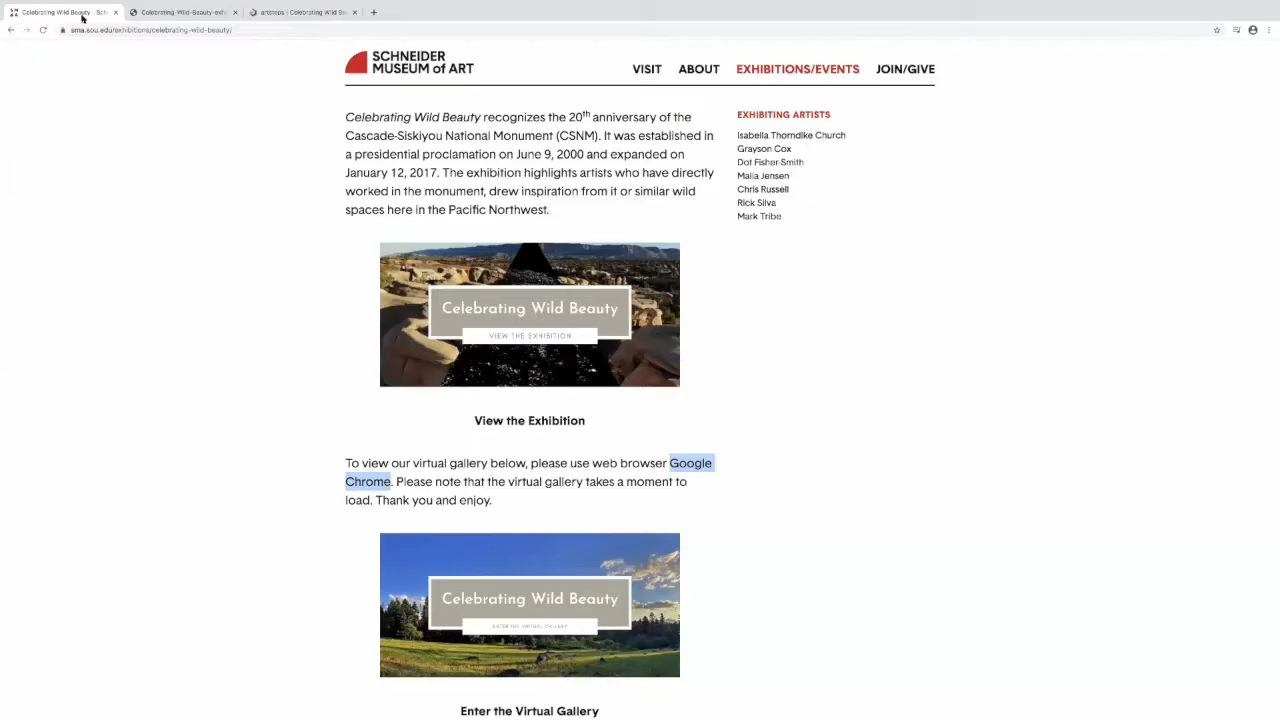 Celebrating Wild Beauty - Sch
Celebrating-Wild-Beauty-exhi
artsteps | Celebrating Wild Be
sma.sou.edu/exhibitions/celebrating-wild-beauty/
SCHNEIDER
MUSEUM of ART
VISIT ABOUT EXHIBITIONS/EVENTS JOIN/GIVE
Celebrating Wild Beauty recognizes the 20th anniversary of the
Cascade-Siskiyou National Monument (CSNM). It was established in
a presidential proclamation on June 9, 2000 and expanded on
January 12, 2017. The exhibition highlights artists who have directly
worked in the monument, drew inspiration from it or similar wild
spaces here in the Pacific Northwest.
EXHIBITING ARTISTS
Isabella Thorndike Church
Grayson Cox
Dot Fisher-Smith
Malia Jensen
Chris Russell
Rick Silva
Mark Tribe
Celebrating Wild Beauty
VIEW THE EXHIBITION
View the Exhibition
To view our virtual gallery below, please use web browser Google
Chrome. Please note that the virtual gallery takes a moment to
load. Thank you and enjoy.
Celebrating Wild Beauty
ENTER THE VIRTUAL GALLERY
Enter the Virtual Gallery